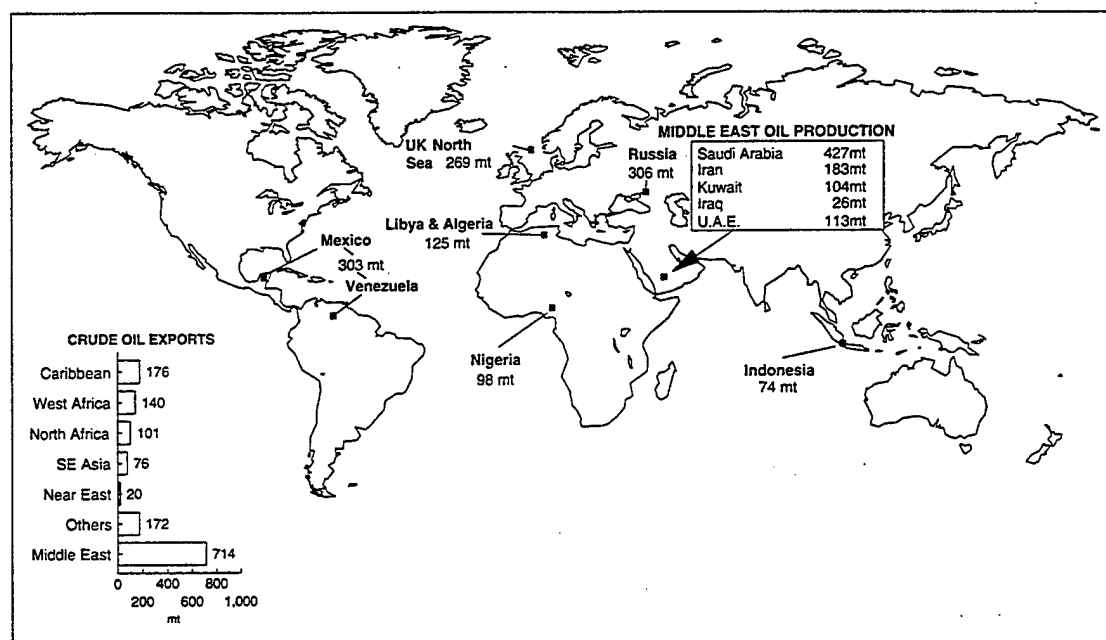 UK North
Sea 269 mt
MIDDLE EAST OIL PRODUCTION
Russia
306 mt
Saudi Arabia 427mt
Iran 183mt
Kuwait 104mt
Iraq 26mt
U.A.E. 113mt
Libya & Algeria
125 mt
Mexico
303 mt
Venezuela
Nigeria
98 mt
Indonesia
74 mt
CRUDE OIL EXPORTS
Caribbean 176
West Africa 140
North Africa 101
SE Asia 76
Near East 20
Others 172
Middle East 714
0 400 800
200 600 1,000
mt